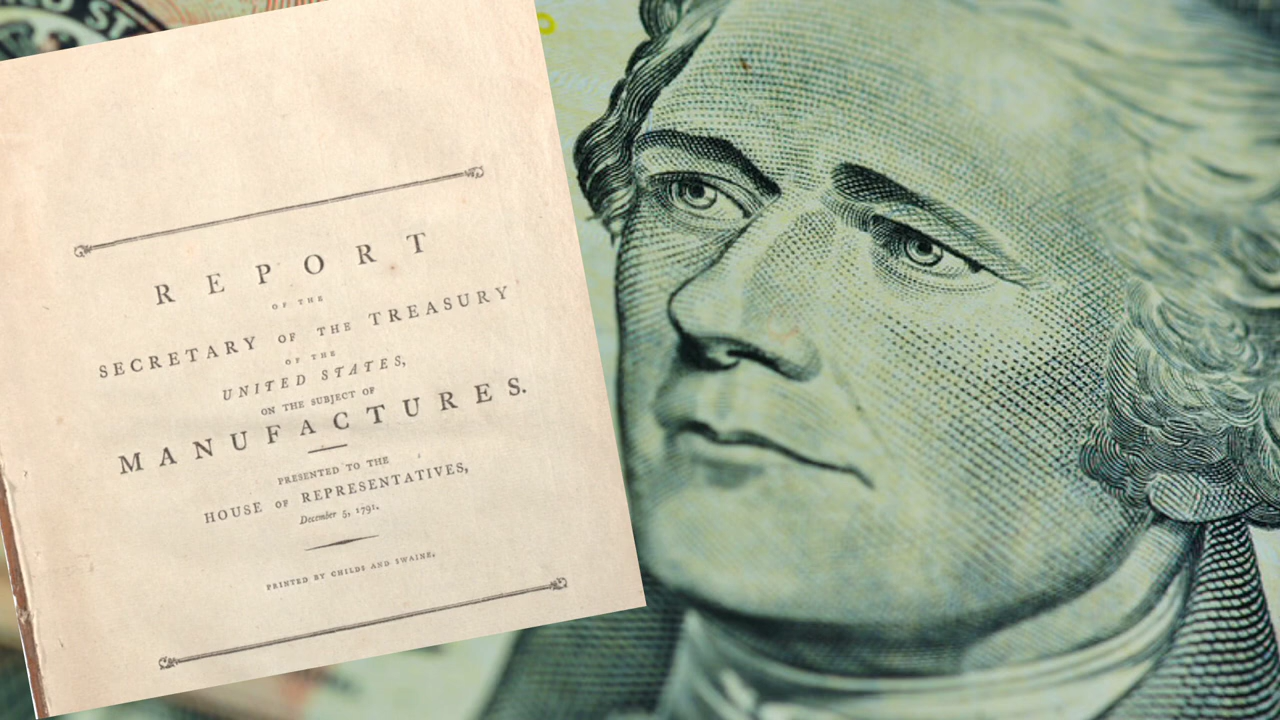 REPORT
OF THE
SECRETARY OF THE TREASURY
OF THE
UNITED STATES,
ON THE SUBJECT OF
MANUFACTURES.
PRESENTED TO THE
HOUSE OF REPRESENTATIVES,
December 5, 1791.
PRINTED BY CHILDS AND SWAINE.